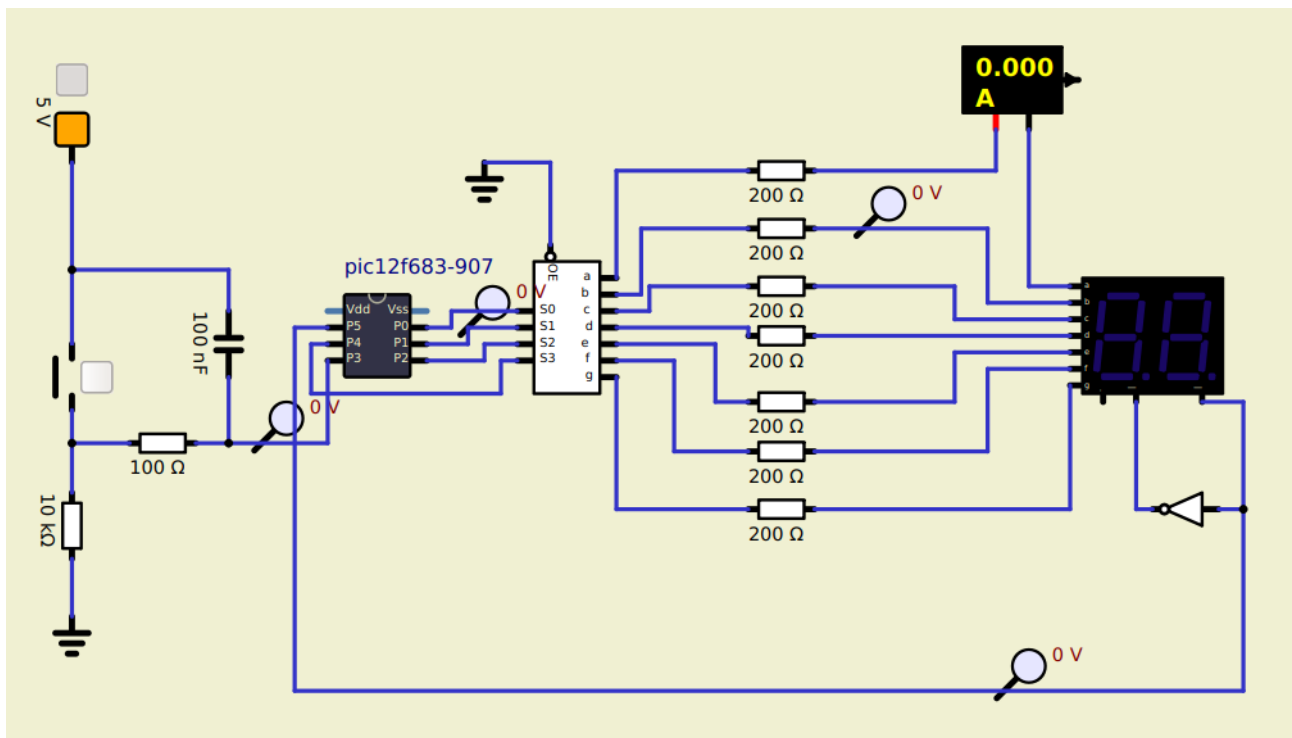 0.000
A
5 V
200 Ω
0 V
200 Ω
pic12f683-907
OE
a
b
c
d
e
f
g
0 V
S0
S1
S2
S3
Vdd Vss
P5 P0
P4 P1
P3 P2
200 Ω
200 Ω
200 Ω
200 Ω
200 Ω
a
b
c
d
e
f
g
100 nF
0 V
100 Ω
10 kΩ
0 V